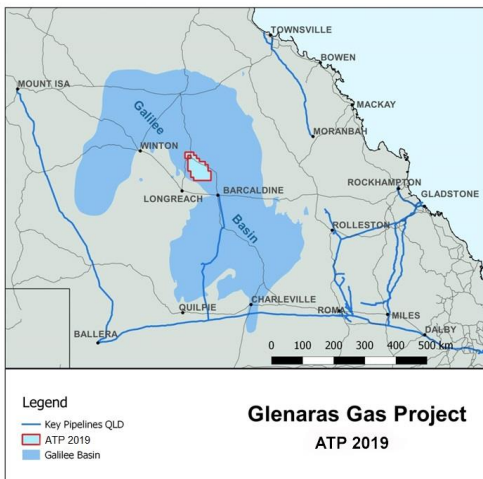 TOWNSVILLE
BOWEN
MOUNT ISA
MACKAY
Galilee
MORANBAH
WINTON
ROCKHAMPTON
LONGREACH
BARCALDINE
GLADSTONE
Basin
ROLLESTON
CHARLEVILLE
QUILPIE
ROMA
MILES
BALLERA
DALBY
0 100 200 300 400 500 km
Legend
Key Pipelines QLD
ATP 2019
Galilee Basin
Glenaras Gas Project
ATP 2019